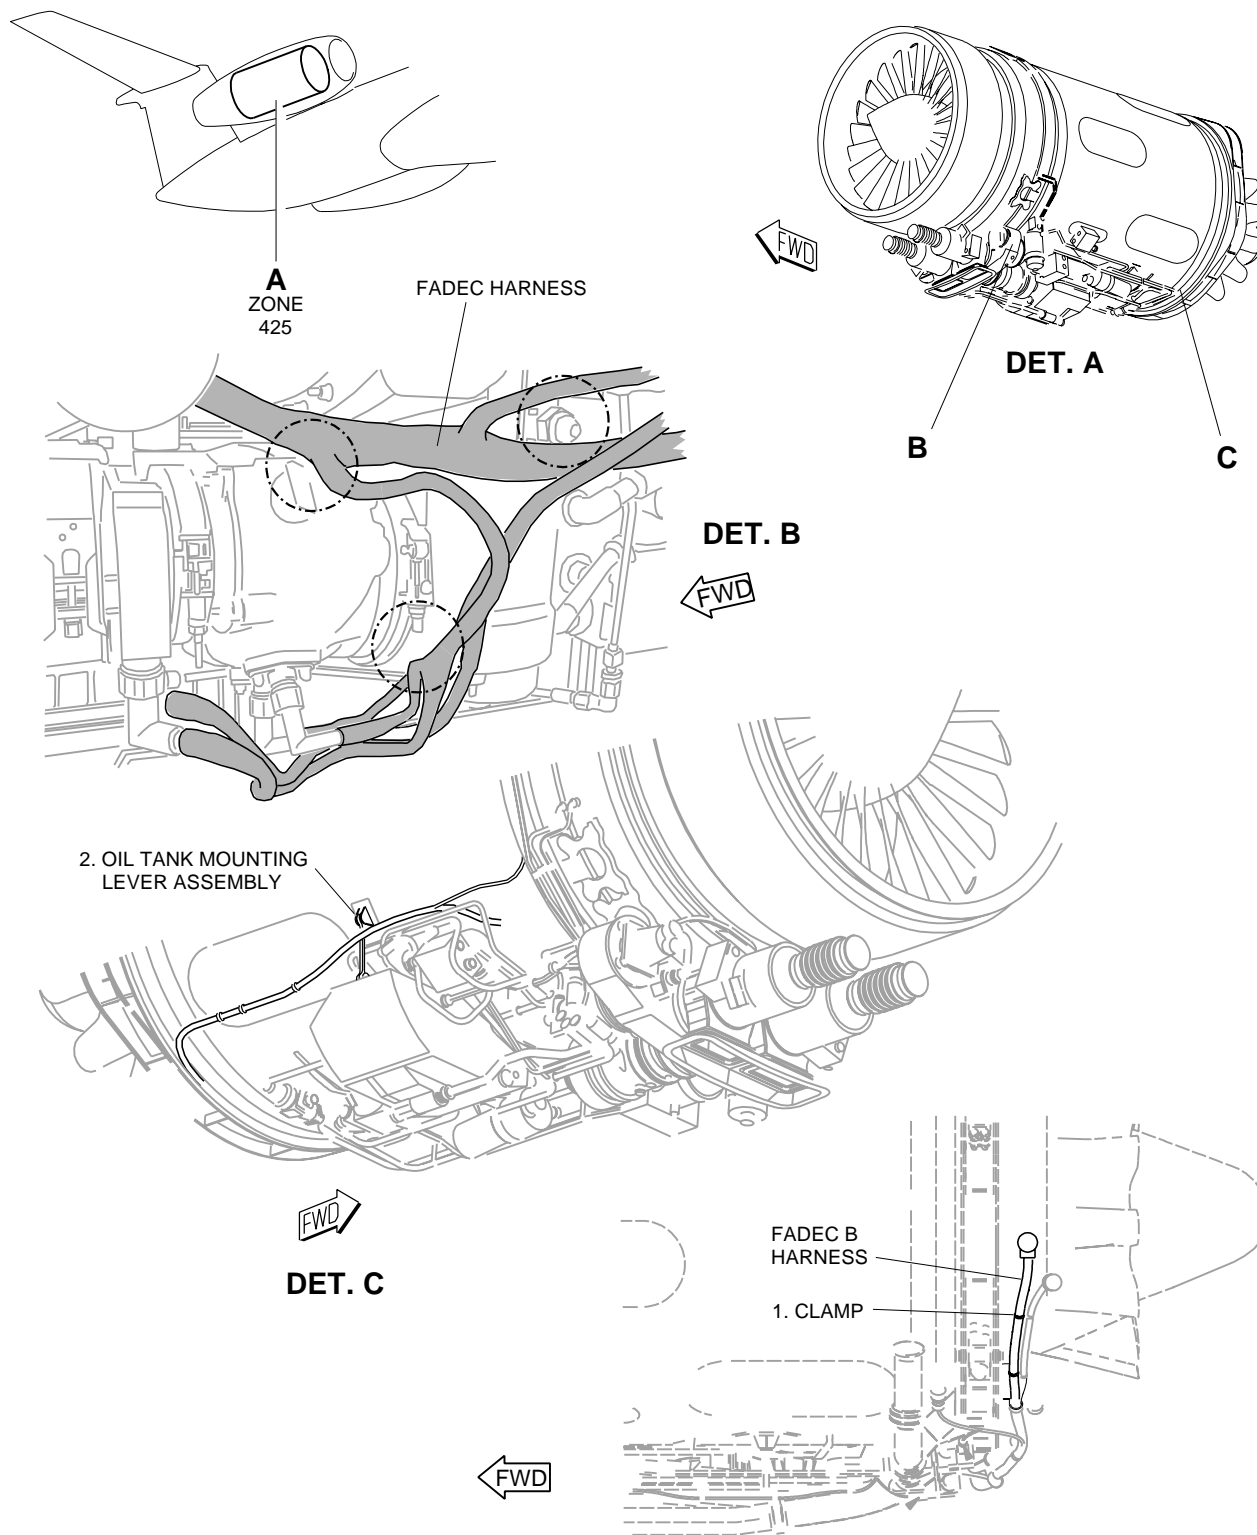 A
ZONE
425
FADEC HARNESS
FWD
DET. A
B
C
DET. B
FWD
2. OIL TANK MOUNTING
LEVER ASSEMBLY
FWD
DET. C
FADEC B
HARNESS
1. CLAMP
FWD